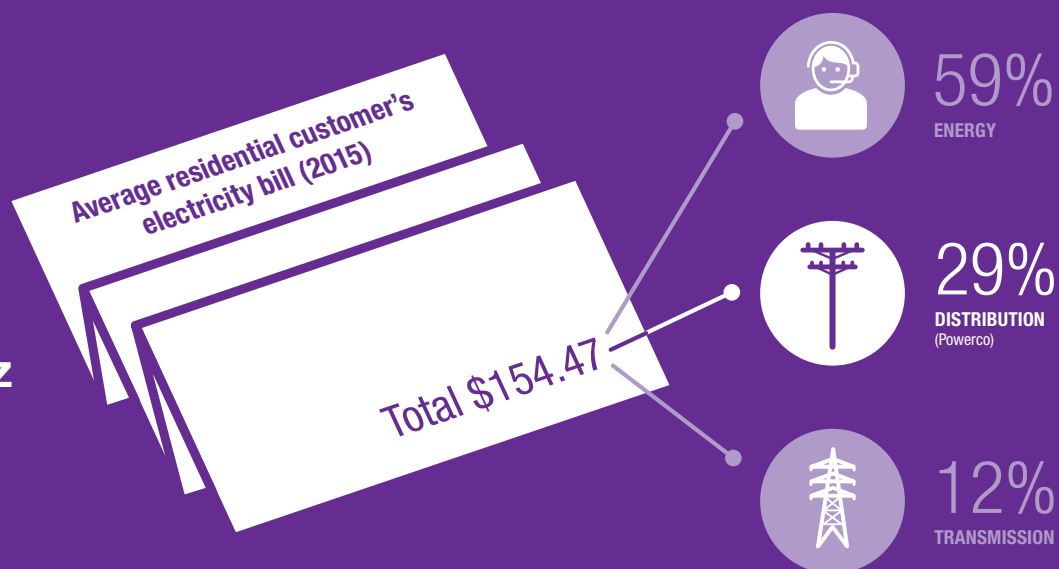 Average residential customer's
electricity bill (2015)
z
Total $154.47
59%
ENERGY
29%
DISTRIBUTION
(Powerco)
12%
TRANSMISSION